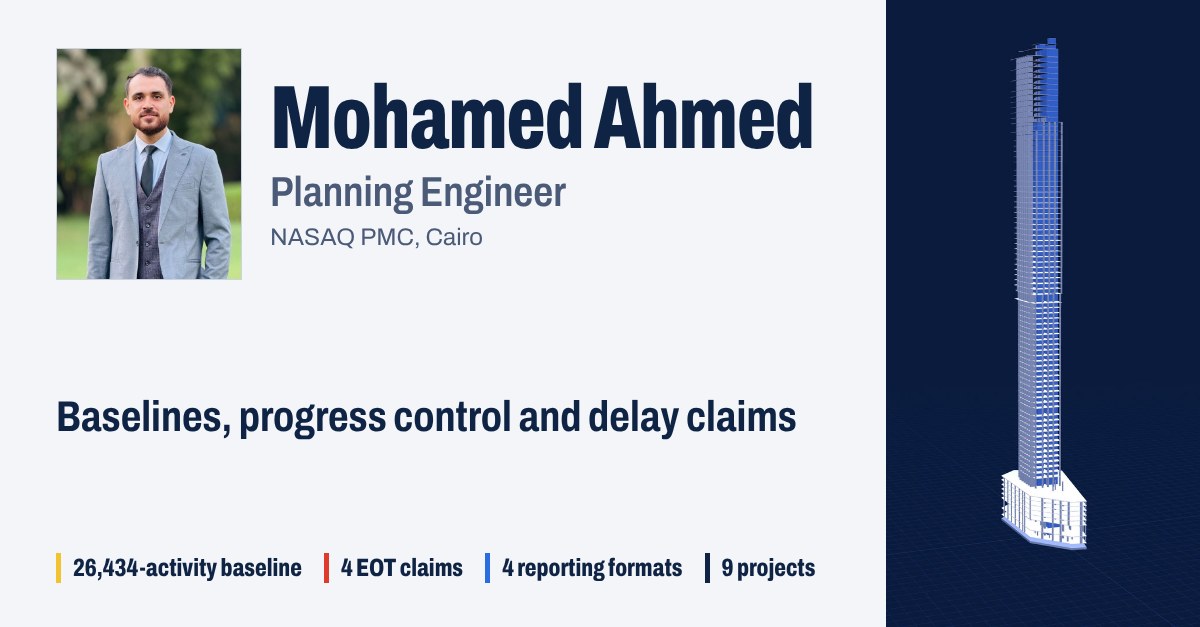 Mohamed Ahmed
Planning Engineer
NASAQ PMC, Cairo
Baselines, progress control and delay claims
26,434-activity baseline
4 EOT claims
4 reporting formats
9 projects